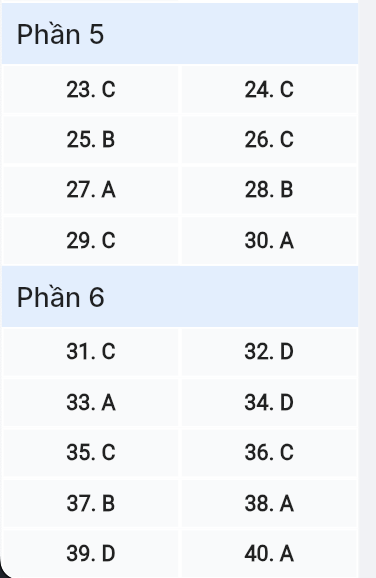 Phần 5
23. C 24. C
25. B 26. C
27. A 28. B
29. C 30. A
Phần 6
31. C 32. D
33. A 34. D
35. C 36. C
37. B 38. A
39. D 40. A